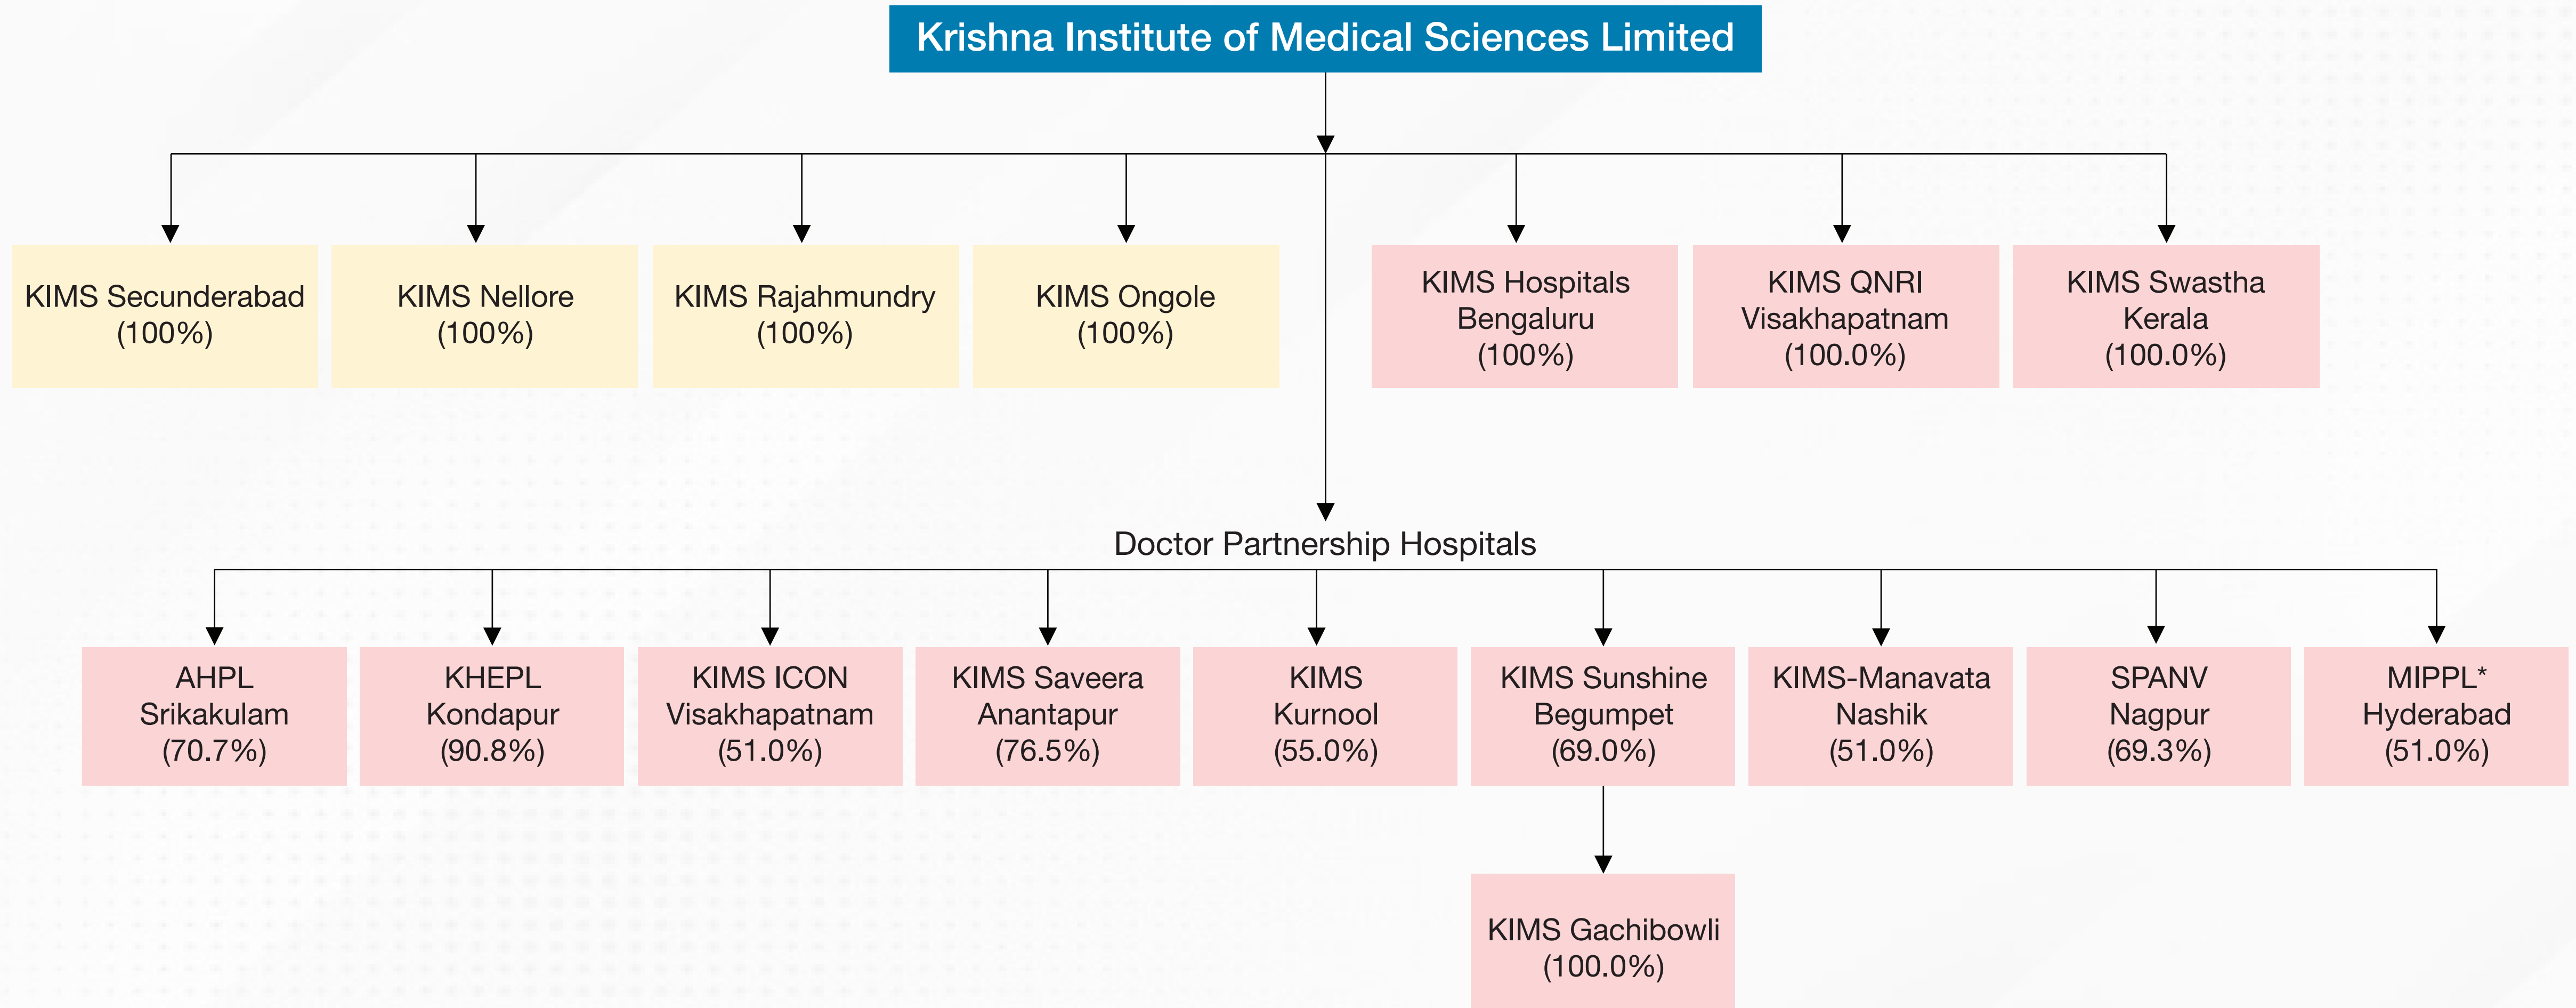 Krishna Institute of Medical Sciences Limited
KIMS Secunderabad
(100%)
KIMS Nellore
(100%)
KIMS Rajahmundry
(100%)
KIMS Ongole
(100%)
KIMS Hospitals
Bengaluru
(100%)
KIMS QNRI
Visakhapatnam
(100.0%)
KIMS Swastha
Kerala
(100.0%)
Doctor Partnership Hospitals
AHPL
Srikakulam
(70.7%)
KHEPL
Kondapur
(90.8%)
KIMS ICON
Visakhapatnam
(51.0%)
KIMS Saveera
Anantapur
(76.5%)
KIMS
Kurnool
(55.0%)
KIMS Sunshine
Begumpet
(69.0%)
KIMS-Manavata
Nashik
(51.0%)
SPANV
Nagpur
(69.3%)
MIPPL*
Hyderabad
(51.0%)
KIMS Gachibowli
(100.0%)